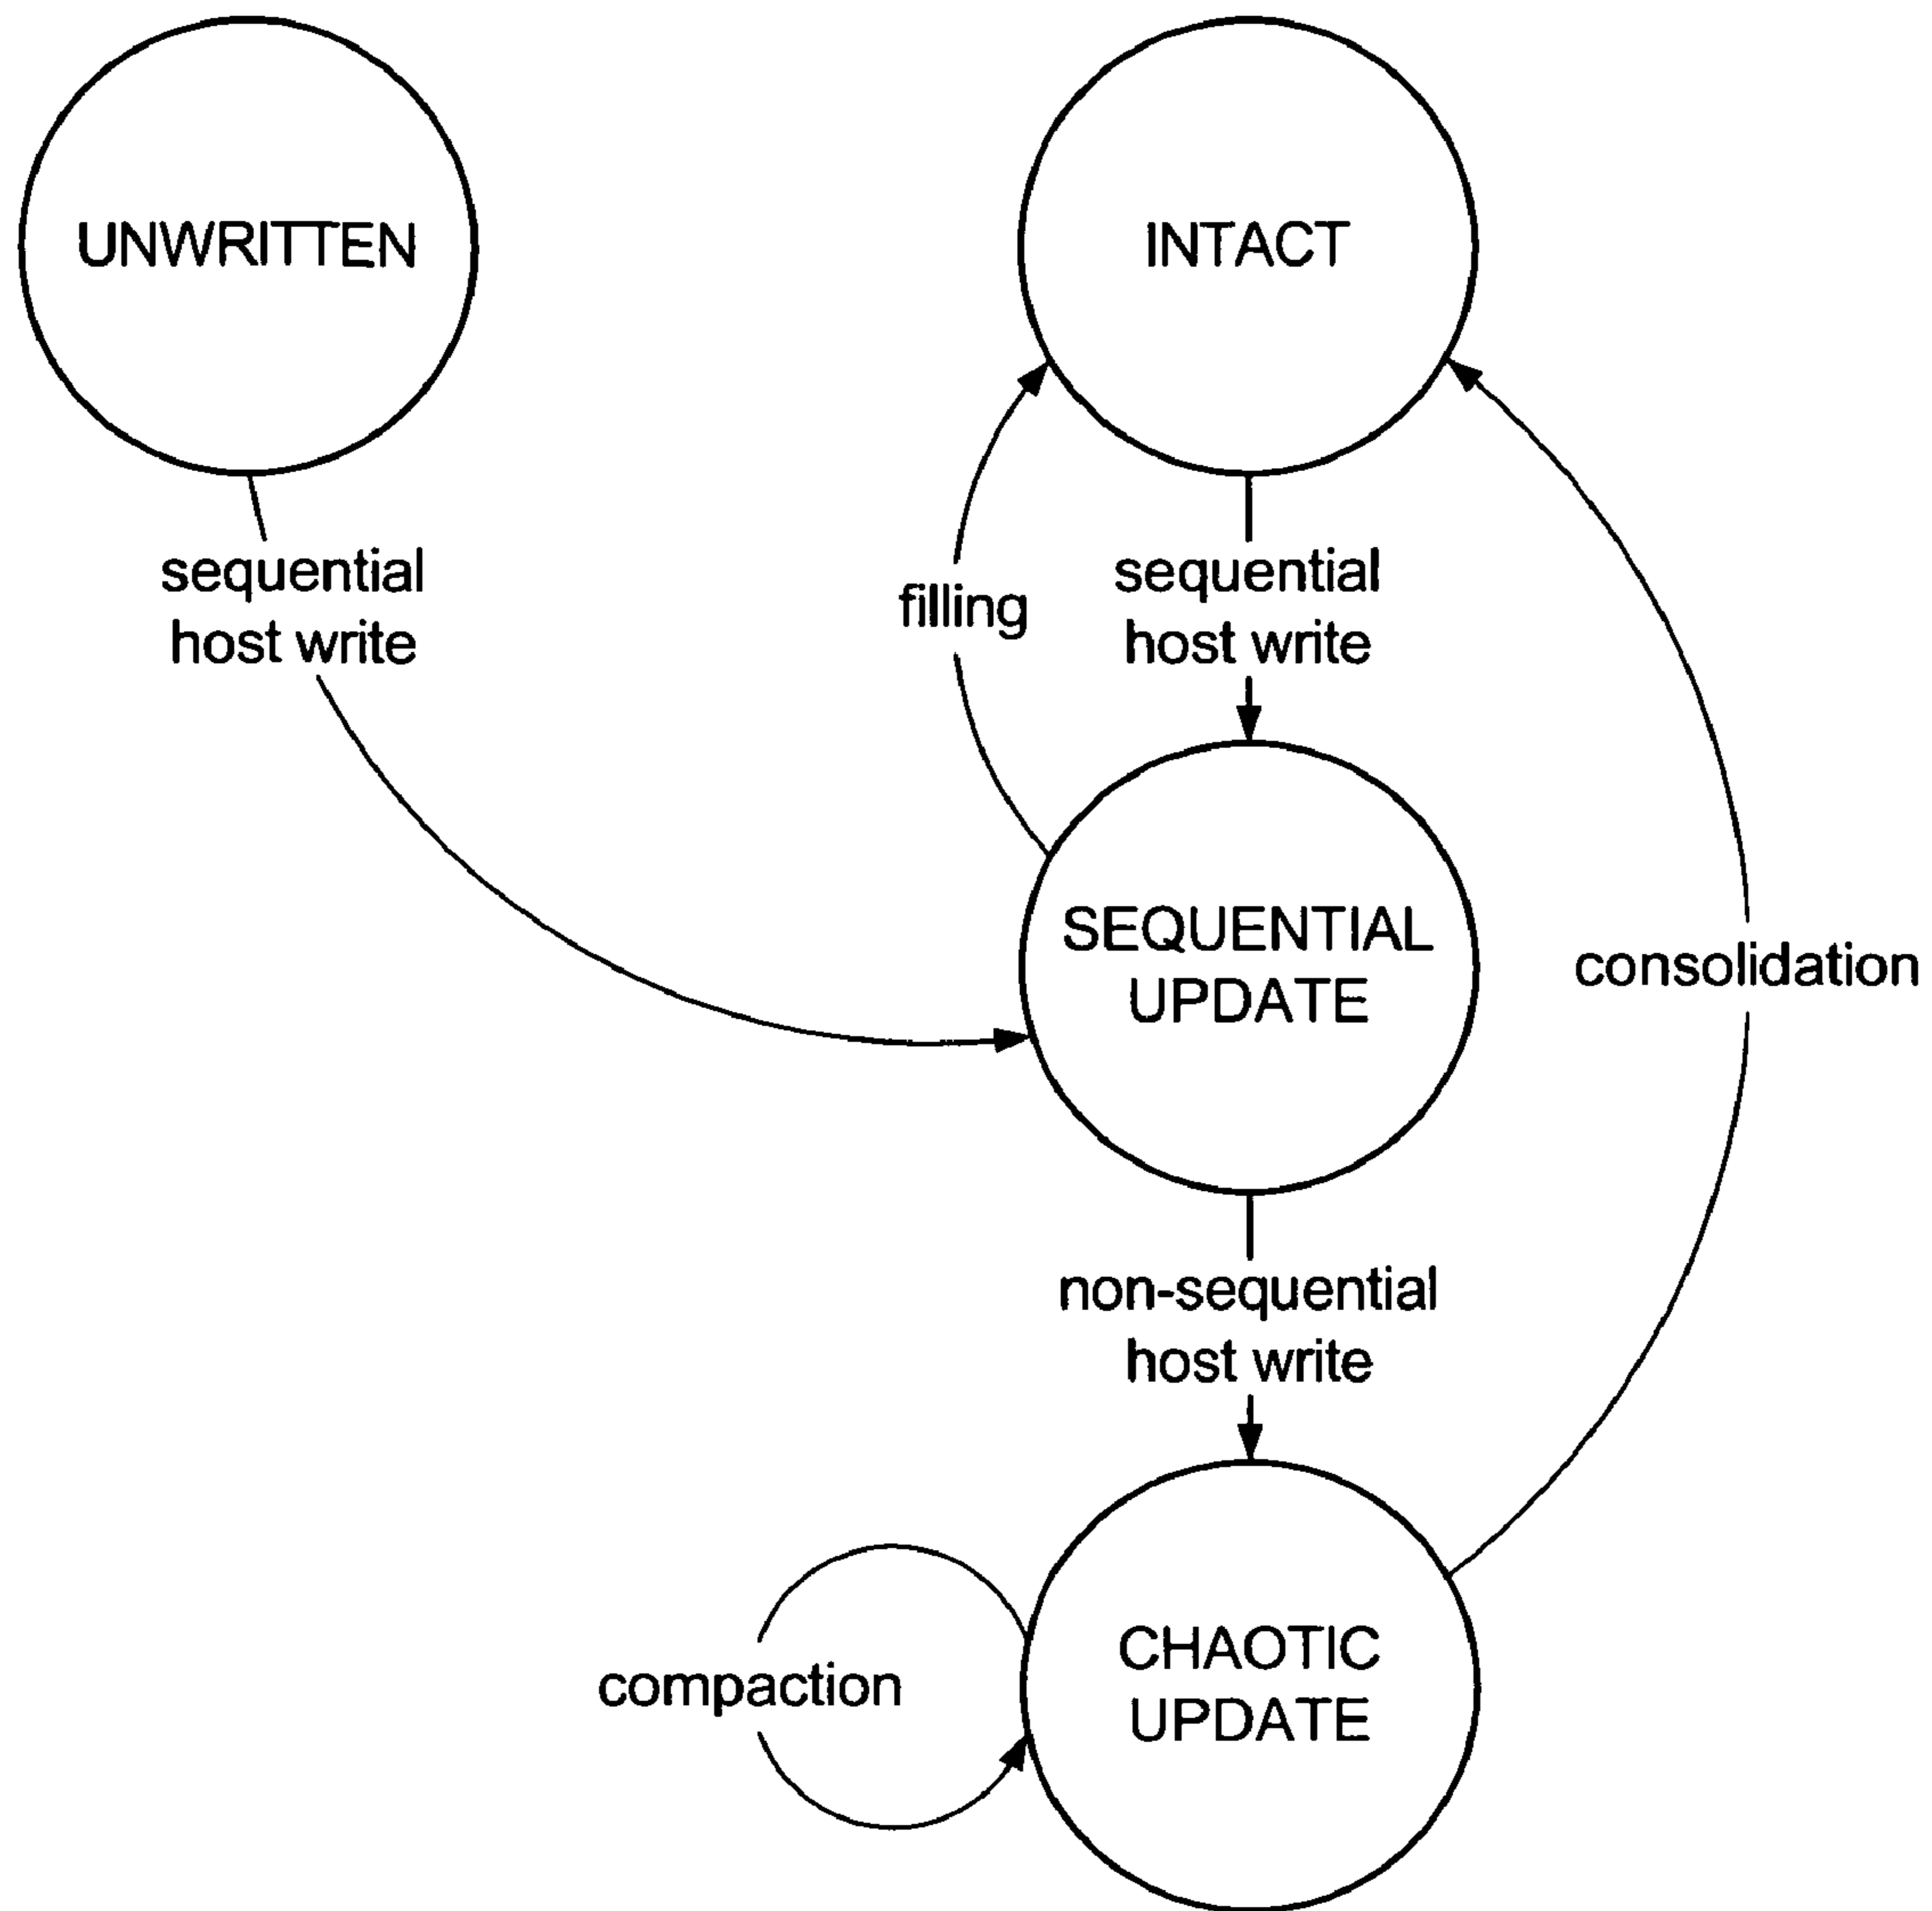 UNWRITTEN
INTACT
sequential
host write
filling
sequential
host write
SEQUENTIAL
UPDATE
consolidation
non-sequential
host write
CHAOTIC
UPDATE
compaction